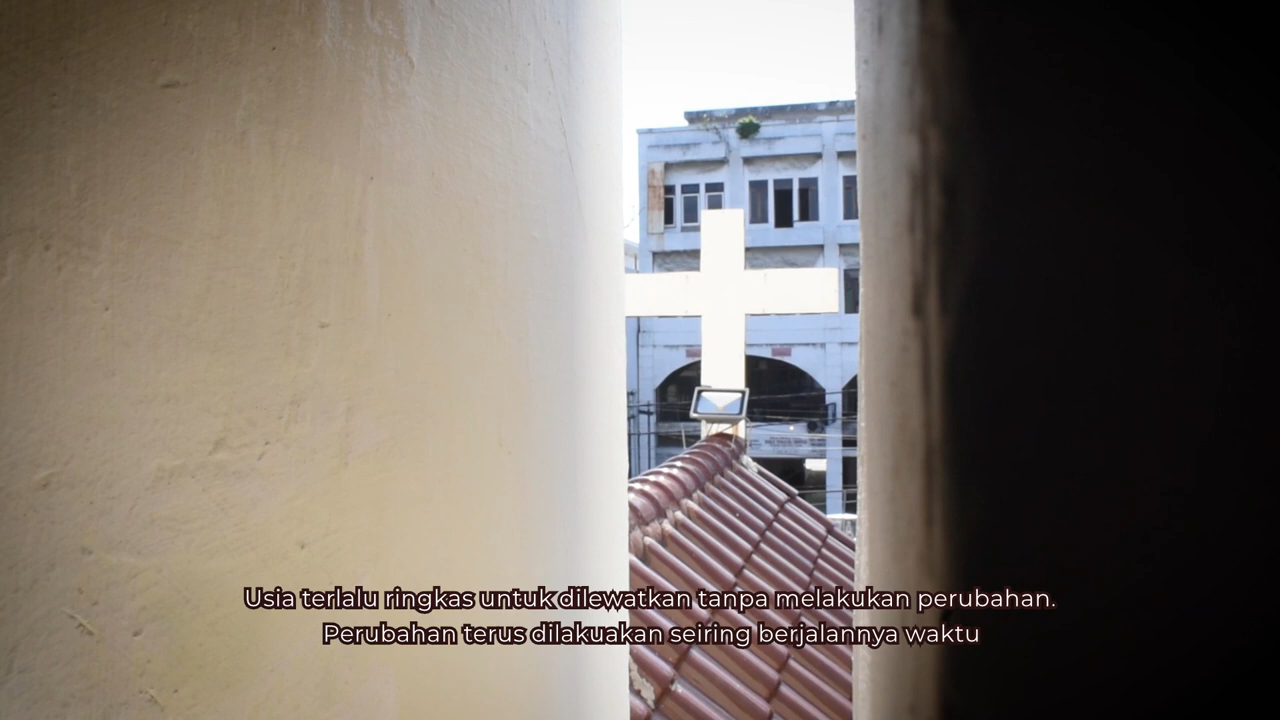 Usia terlalu ringkas untuk dilewatkan tanpa melakukan perubahan.
Perubahan terus dilakuakan seiring berjalannya waktu